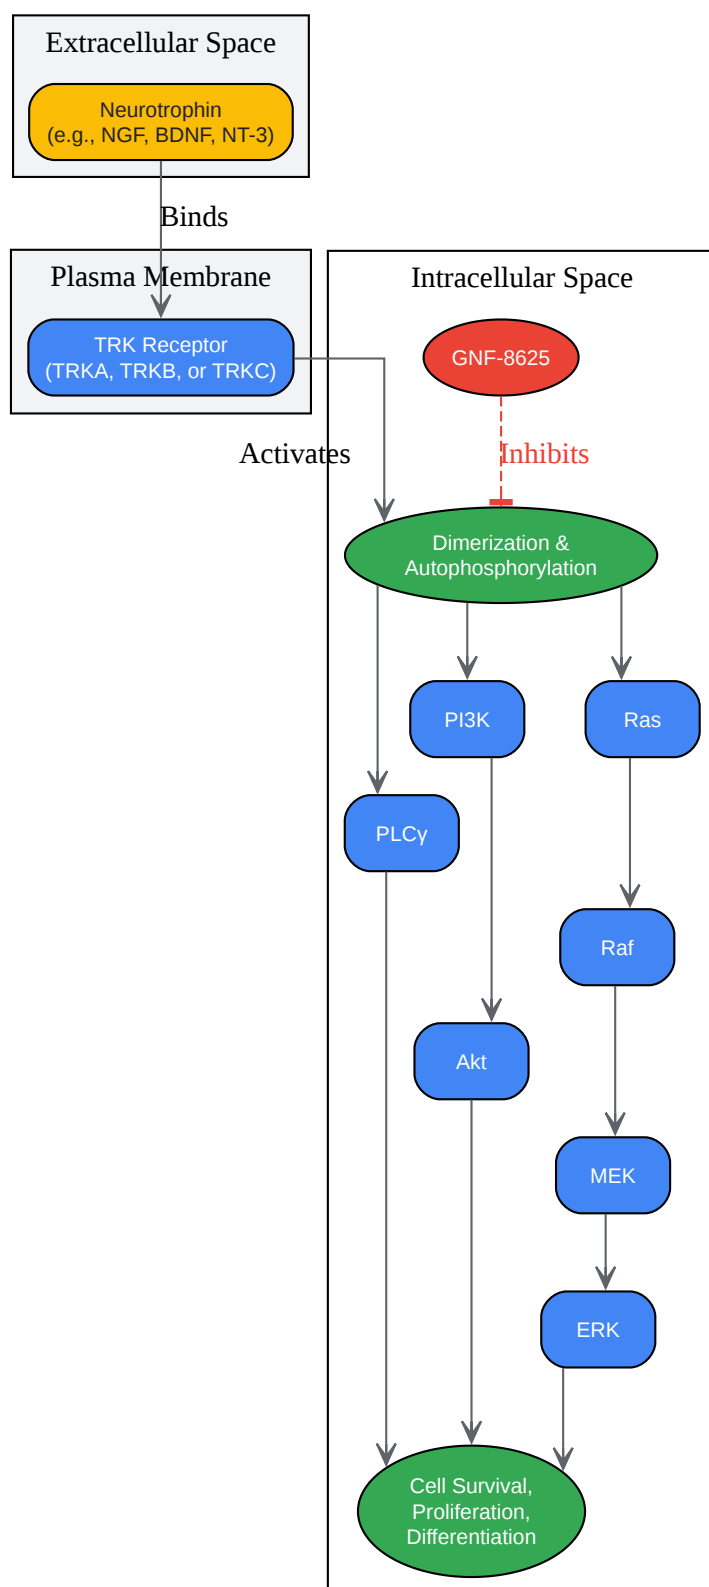 Extracellular Space
Neurotrophin
(e.g., NGF, BDNF, NT-3)
Binds
Plasma Membrane
TRK Receptor
(TRKA, TRKB, or TRKC)
Intracellular Space
GNF-8625
Activates
Inhibits
Dimerization &
Autophosphorylation
PI3K
Ras
PLCγ
Raf
Akt
MEK
ERK
Cell Survival,
Proliferation,
Differentiation